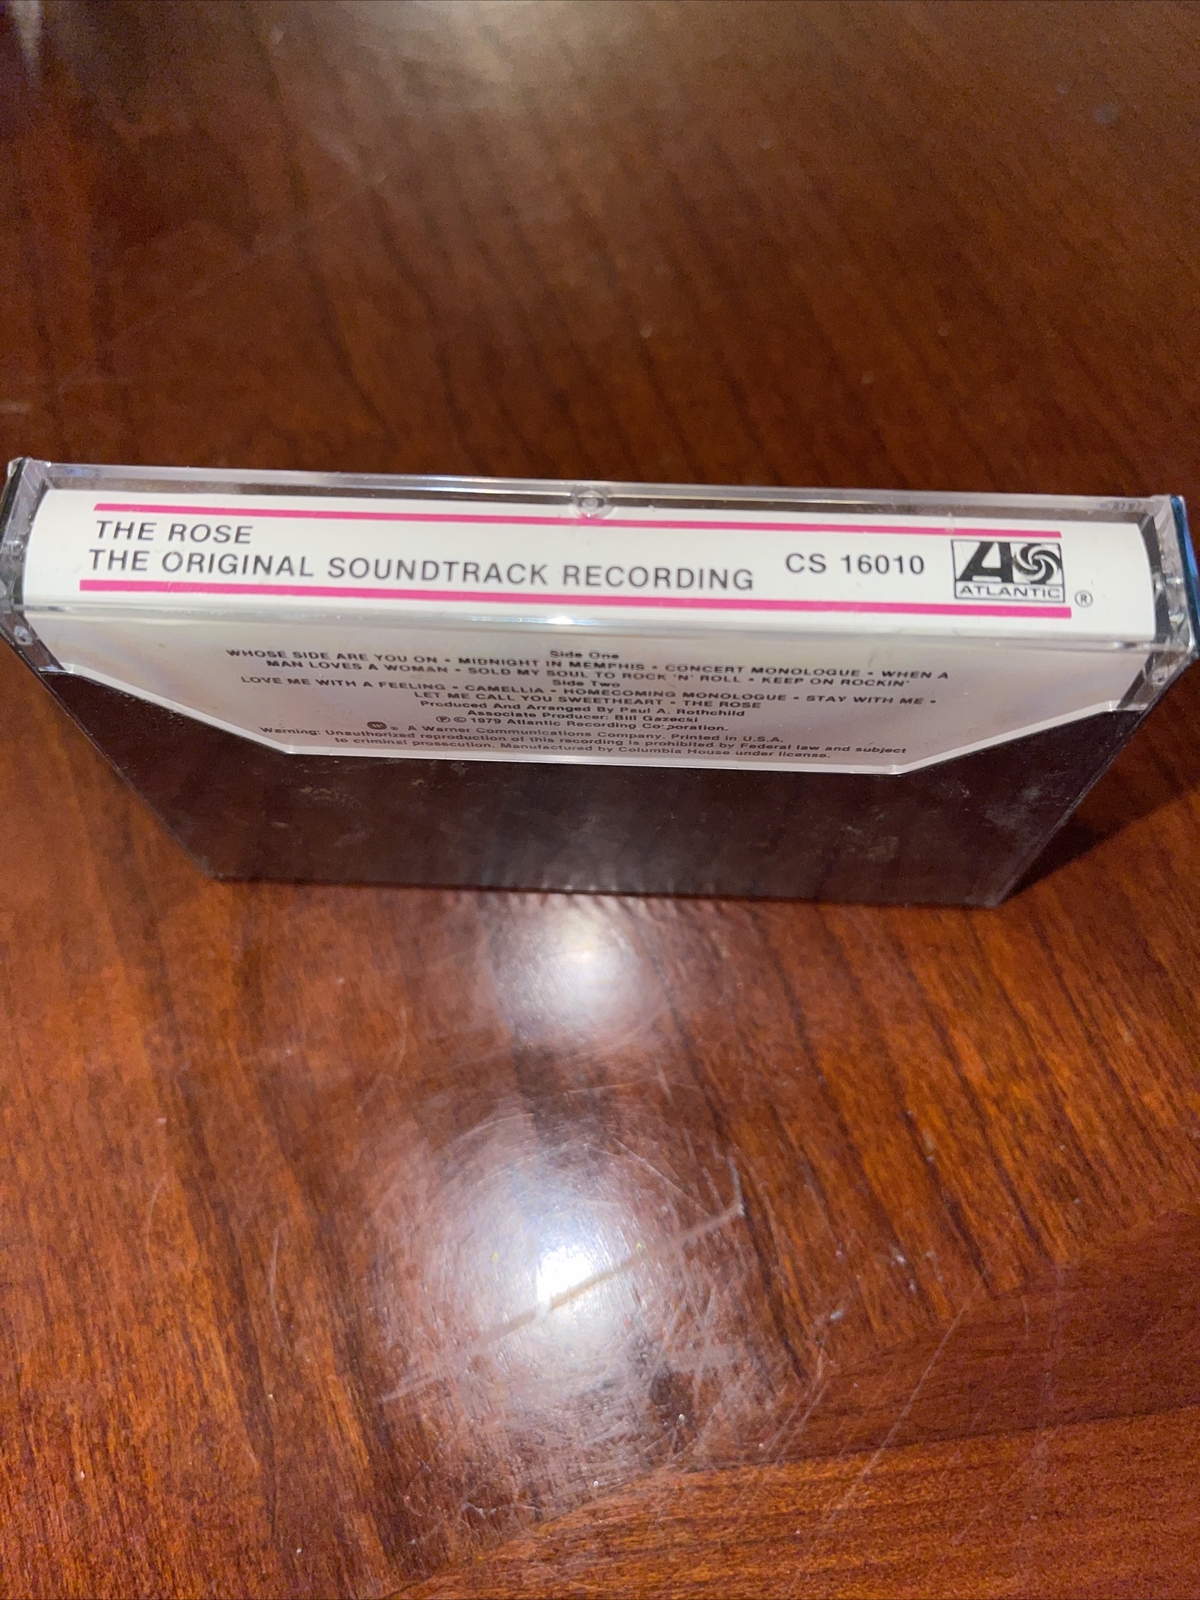 THE ROSE
THE ORIGINAL SOUNDTRACK RECORDING
CS 16010
ATLANTIC
®
Side One
WHOSE SIDE ARE YOU ON • MIDNIGHT IN MEMPHIS • CONCERT MONOLOGUE • WHEN A
MAN LOVES A WOMAN • SOLD MY SOUL TO ROCK 'N' ROLL • KEEP ON ROCKIN'
Side Two
LOVE ME WITH A FEELING • CAMELLIA • HOMECOMING MONOLOGUE • STAY WITH ME •
LET ME CALL YOU SWEETHEART • THE ROSE
Produced And Arranged By Paul A. Rothchild
Associate Producer: Bill Gazecki
℗ © 1979 Atlantic Recording Corporation.
® A Warner Communications Company. Printed in U.S.A.
Warning: Unauthorized reproduction of this recording is prohibited by Federal law and subject
to criminal prosecution. Manufactured by Columbia House under license.